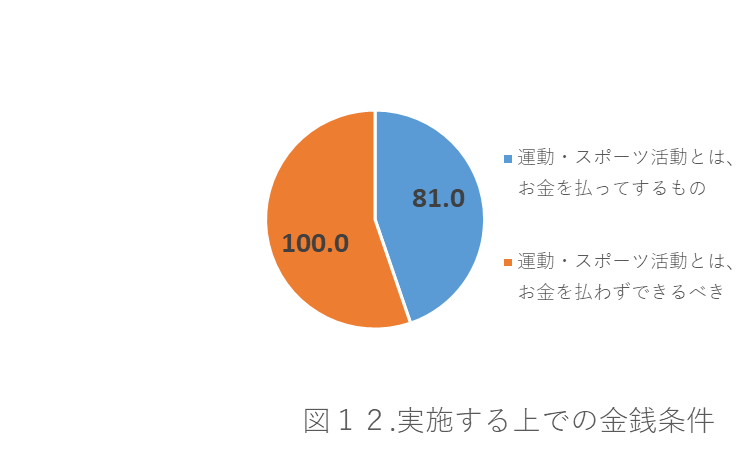 81.0
100.0
運動・スポーツ活動とは、
お金を払ってするもの
運動・スポーツ活動とは、
お金を払わずできるべき
図１２.実施する上での金銭条件